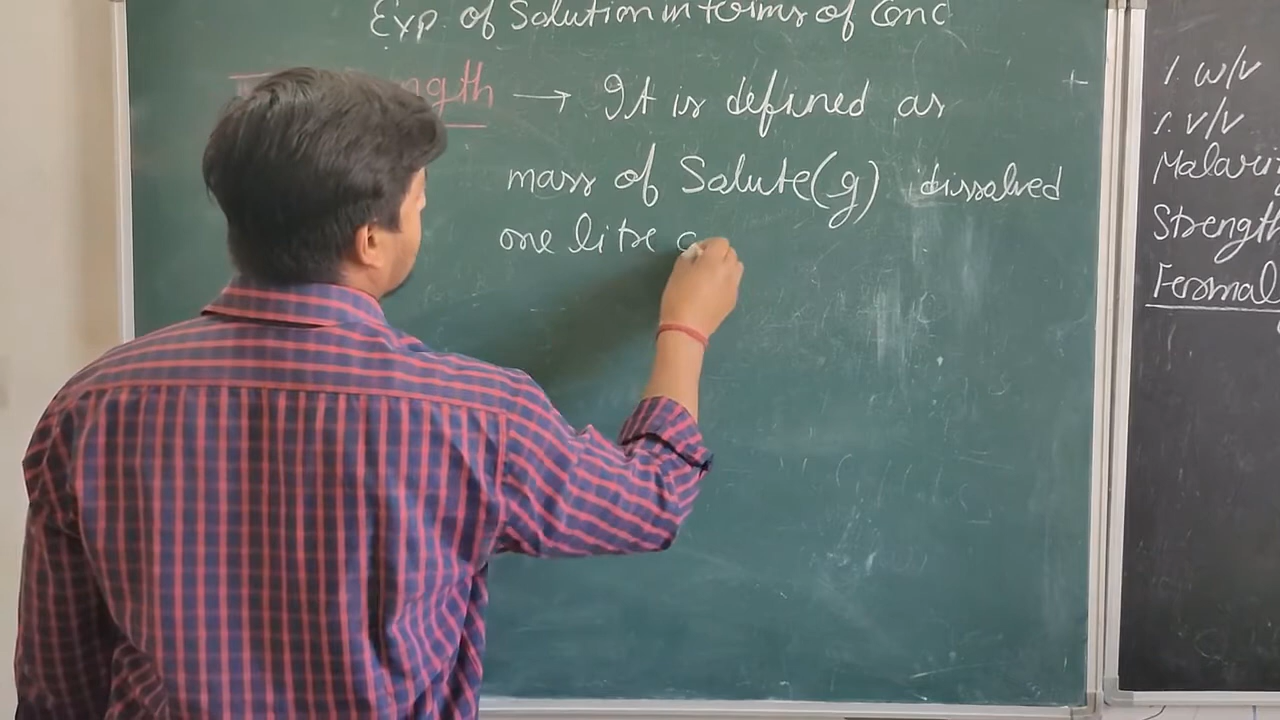 Exp. of Solution in terms of Conc
ngth → It is defined as
mass of Solute(g) dissolved
one litre
% w/v
% v/v
Molarin
Strength
Formal